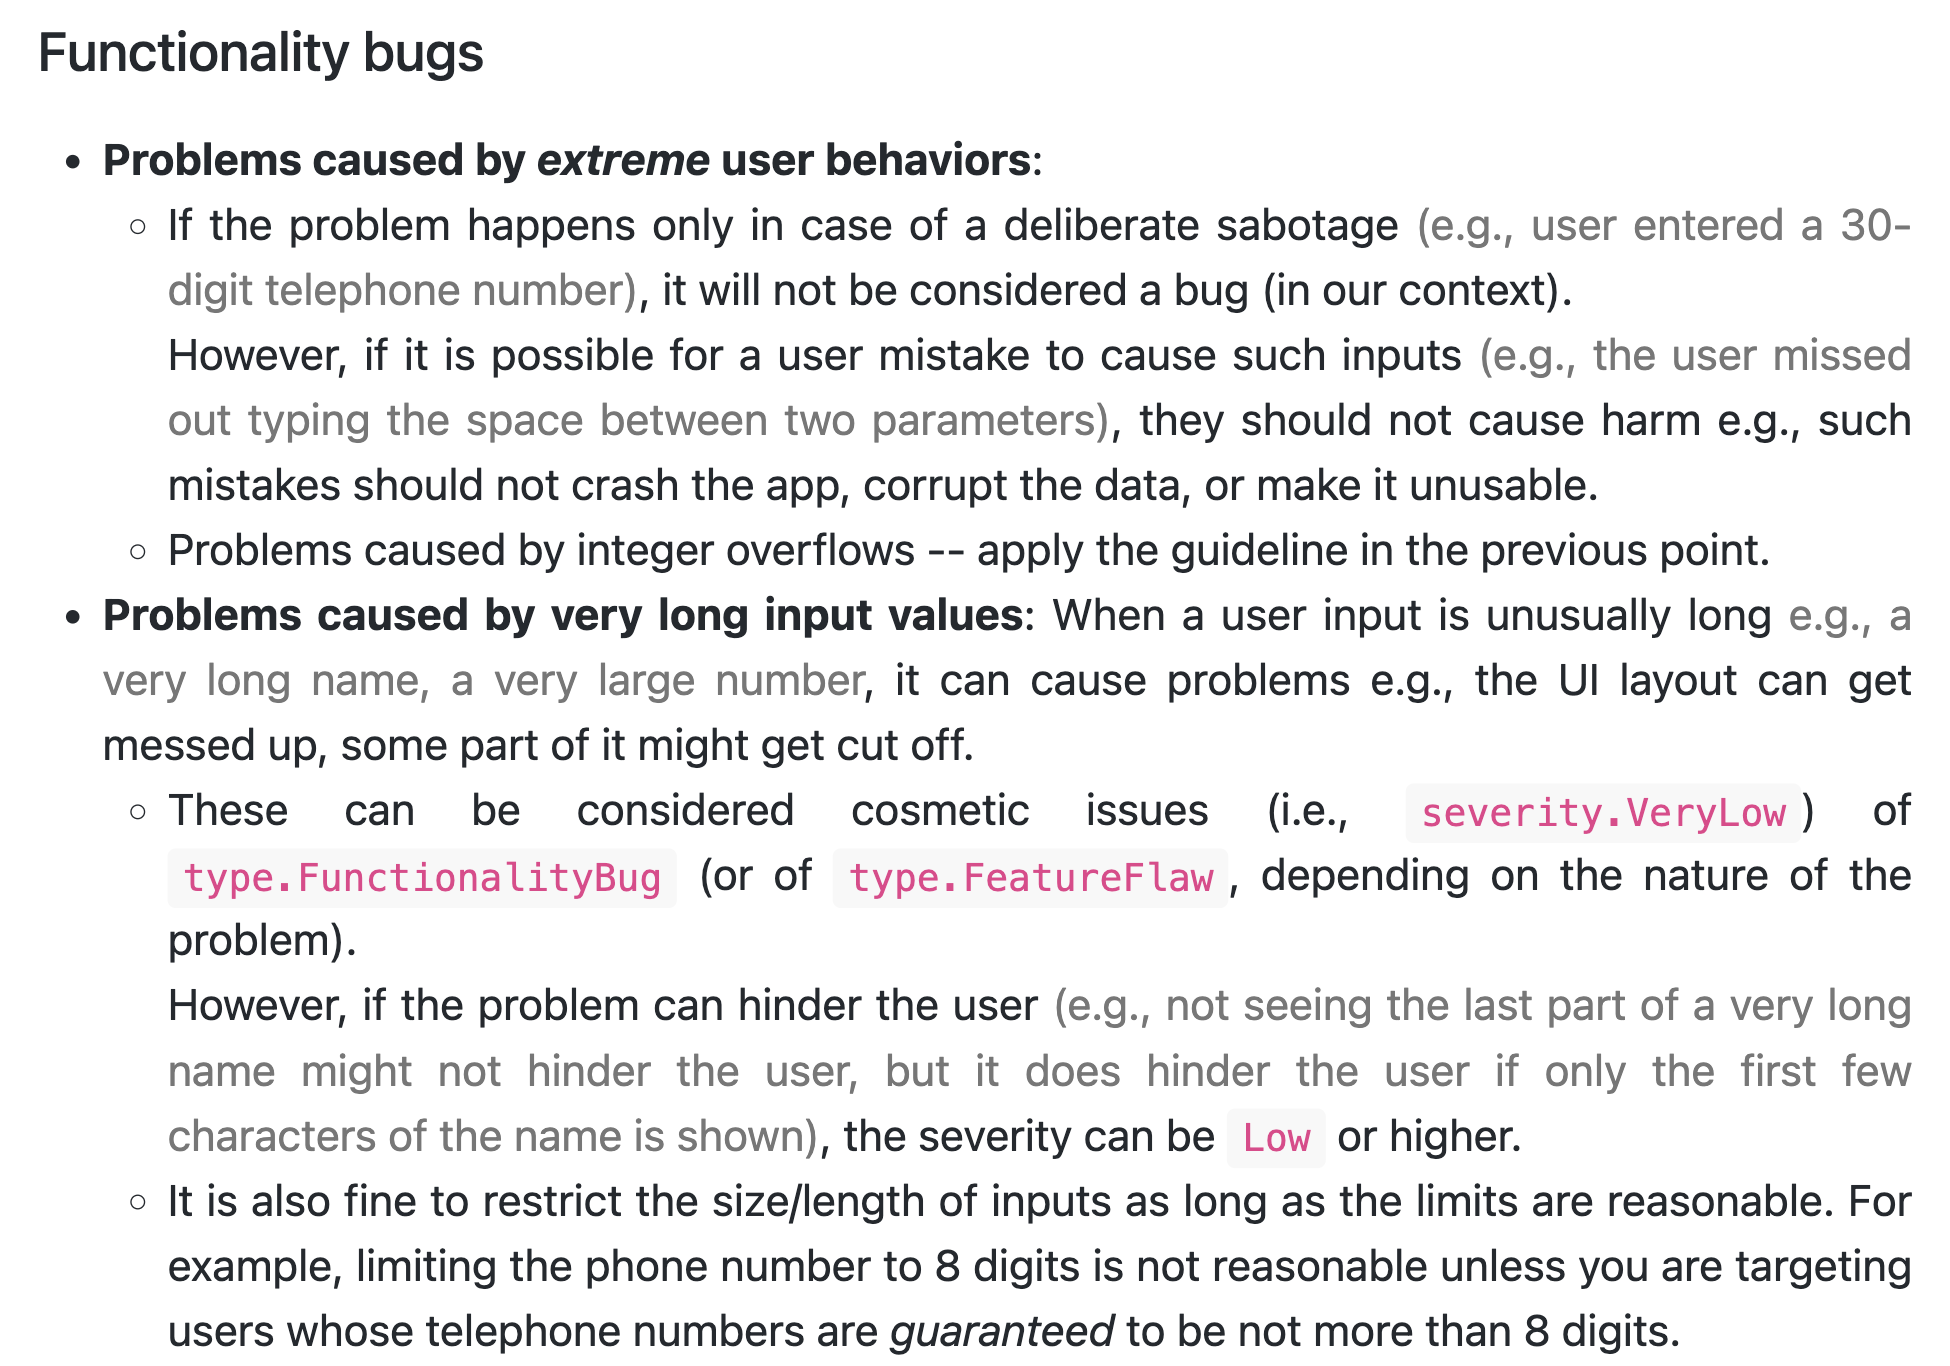 Functionality bugs
• Problems caused by extreme user behaviors:
◦ If the problem happens only in case of a deliberate sabotage (e.g., user entered a 30-
digit telephone number), it will not be considered a bug (in our context).
However, if it is possible for a user mistake to cause such inputs (e.g., the user missed
out typing the space between two parameters), they should not cause harm e.g., such
mistakes should not crash the app, corrupt the data, or make it unusable.
◦ Problems caused by integer overflows -- apply the guideline in the previous point.
• Problems caused by very long input values: When a user input is unusually long e.g., a
very long name, a very large number, it can cause problems e.g., the UI layout can get
messed up, some part of it might get cut off.
◦ These can be considered cosmetic issues (i.e., severity.VeryLow) of
type.FunctionalityBug (or of type.FeatureFlaw, depending on the nature of the
problem).
However, if the problem can hinder the user (e.g., not seeing the last part of a very long
name might not hinder the user, but it does hinder the user if only the first few
characters of the name is shown), the severity can be Low or higher.
◦ It is also fine to restrict the size/length of inputs as long as the limits are reasonable. For
example, limiting the phone number to 8 digits is not reasonable unless you are targeting
users whose telephone numbers are guaranteed to be not more than 8 digits.